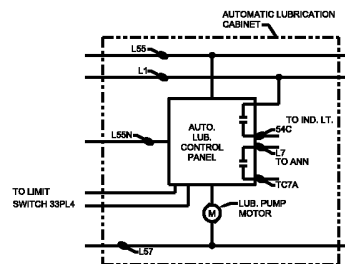 AUTOMATIC LUBRICATION
CABINET
L55
L1
AUTO.
LUB.
CONTROL
PANEL
TO IND. LT.
54C
L7
TO ANN
TC7A
L55N
TO LIMIT
SWITCH 33PL4
M
LUB. PUMP
MOTOR
L57